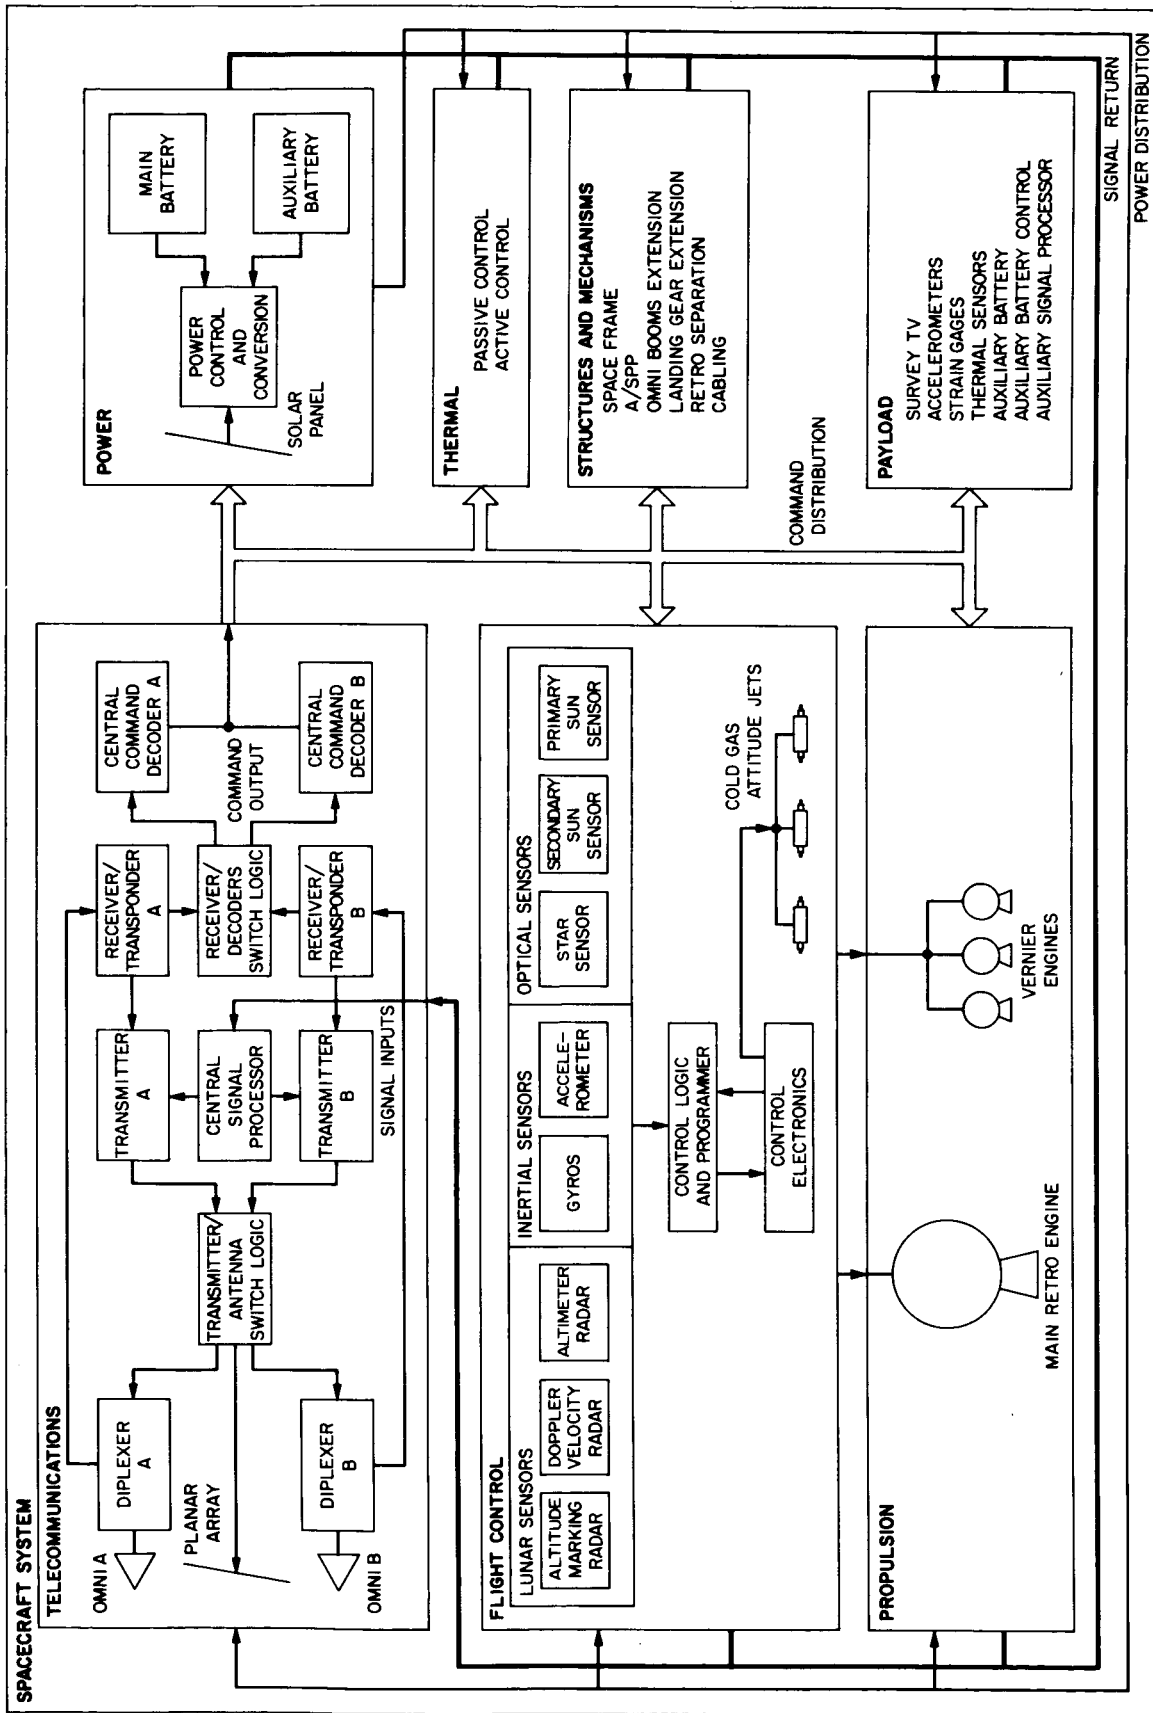 SPACECRAFT SYSTEM
TELECOMMUNICATIONS
OMNI A
DIPLEXER
A
PLANAR
ARRAY
OMNI B
DIPLEXER
B
TRANSMITTER/
ANTENNA
SWITCH LOGIC
TRANSMITTER
A
CENTRAL
SIGNAL
PROCESSOR
TRANSMITTER
B
SIGNAL INPUTS
RECEIVER/
TRANSPONDER
A
RECEIVER/
DECODERS
SWITCH LOGIC
RECEIVER/
TRANSPONDER
B
CENTRAL
COMMAND
DECODER A
COMMAND
OUTPUT
CENTRAL
COMMAND
DECODER B
POWER
SOLAR
PANEL
POWER
CONTROL
AND
CONVERSION
MAIN
BATTERY
AUXILIARY
BATTERY
THERMAL
PASSIVE CONTROL
ACTIVE CONTROL
STRUCTURES AND MECHANISMS
SPACE FRAME
A/SPP
OMNI BOOMS EXTENSION
LANDING GEAR EXTENSION
RETRO SEPARATION
CABLING
COMMAND
DISTRIBUTION
PAYLOAD
SURVEY TV
ACCELEROMETERS
STRAIN GAGES
THERMAL SENSORS
AUXILIARY BATTERY
AUXILIARY BATTERY CONTROL
AUXILIARY SIGNAL PROCESSOR
FLIGHT CONTROL
LUNAR SENSORS
ALTITUDE
MARKING
RADAR
DOPPLER
VELOCITY
RADAR
ALTIMETER
RADAR
INERTIAL SENSORS
GYROS
ACCELE-
ROMETER
OPTICAL SENSORS
STAR
SENSOR
SECONDARY
SUN
SENSOR
PRIMARY
SUN
SENSOR
CONTROL LOGIC
AND PROGRAMMER
CONTROL
ELECTRONICS
COLD GAS
ATTITUDE JETS
PROPULSION
MAIN RETRO ENGINE
VERNIER
ENGINES
SIGNAL RETURN
POWER DISTRIBUTION